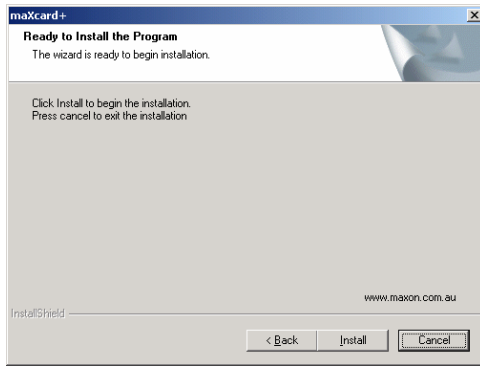 maXcard+
Ready to Install the Program
The wizard is ready to begin installation.
Click Install to begin the installation.
Press cancel to exit the installation
www.maxon.com.au
InstallShield
< Back
Install
Cancel